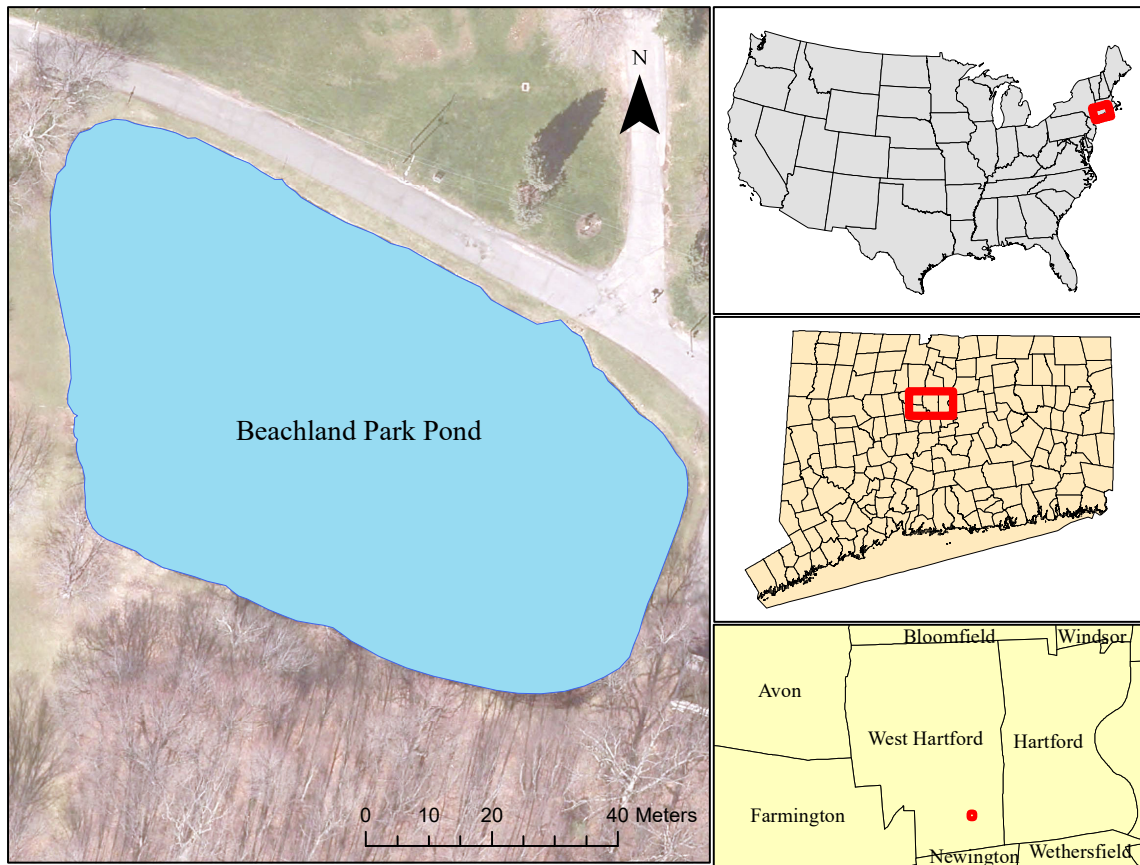 N
Beachland Park Pond
0 10 20 40 Meters
Bloomfield
Windsor
Avon
West Hartford
Hartford
Farmington
Newington
Wethersfield